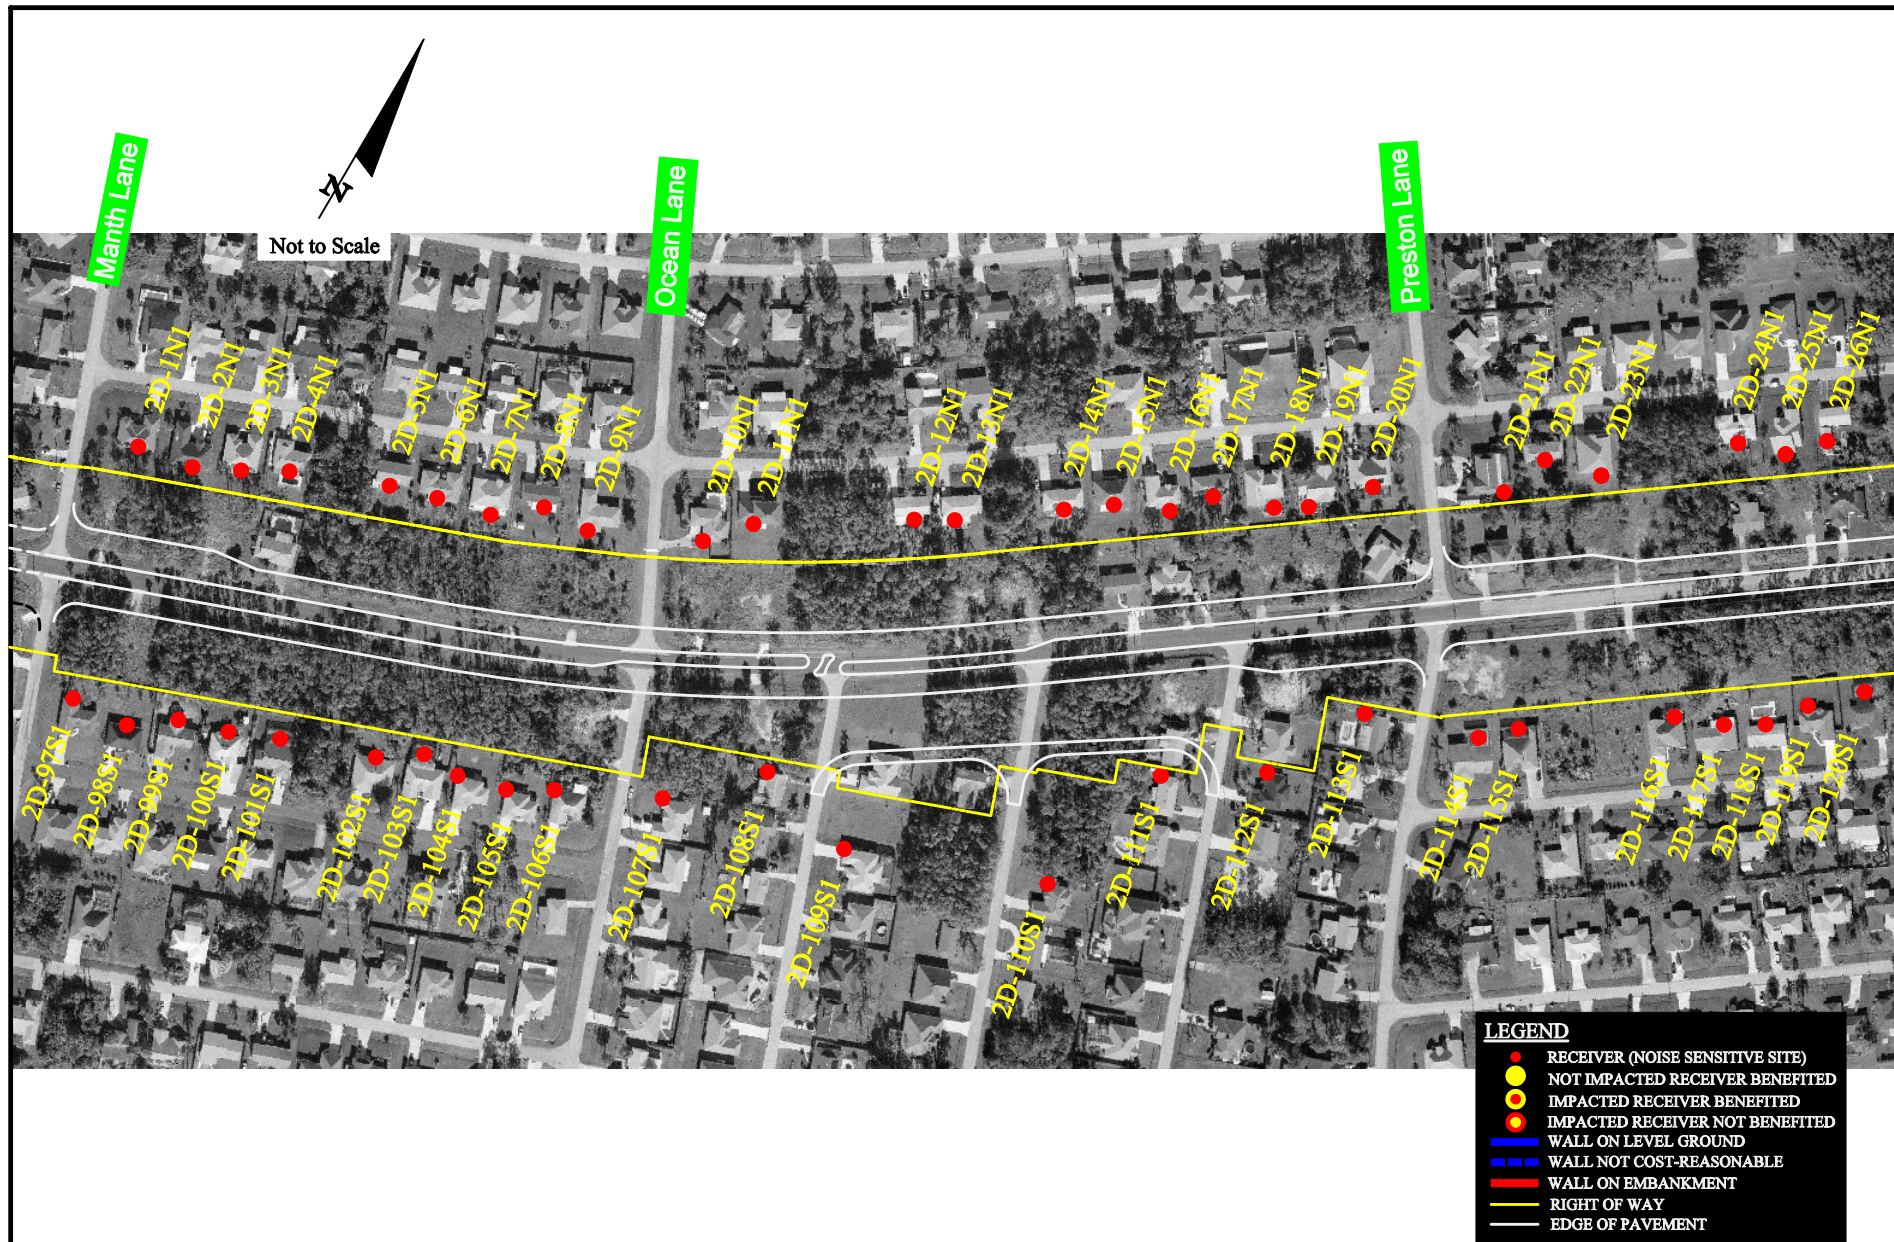 Manth Lane
Ocean Lane
Preston Lane
N
Not to Scale
2D-1N1
2D-2N1
2D-3N1
2D-4N1
2D-5N1
2D-6N1
2D-7N1
2D-8N1
2D-9N1
2D-10N1
2D-11N1
2D-12N1
2D-13N1
2D-14N1
2D-15N1
2D-16N1
2D-17N1
2D-18N1
2D-19N1
2D-20N1
2D-21N1
2D-22N1
2D-23N1
2D-24N1
2D-25N1
2D-26N1
2D-97S1
2D-98S1
2D-99S1
2D-100S1
2D-101S1
2D-102S1
2D-103S1
2D-104S1
2D-105S1
2D-106S1
2D-107S1
2D-108S1
2D-109S1
2D-110S1
2D-111S1
2D-112S1
2D-113S1
2D-114S1
2D-115S1
2D-116S1
2D-117S1
2D-118S1
2D-119S1
2D-120S1
LEGEND
RECEIVER (NOISE SENSITIVE SITE)
NOT IMPACTED RECEIVER BENEFITED
IMPACTED RECEIVER BENEFITED
IMPACTED RECEIVER NOT BENEFITED
WALL ON LEVEL GROUND
WALL NOT COST-REASONABLE
WALL ON EMBANKMENT
RIGHT OF WAY
EDGE OF PAVEMENT